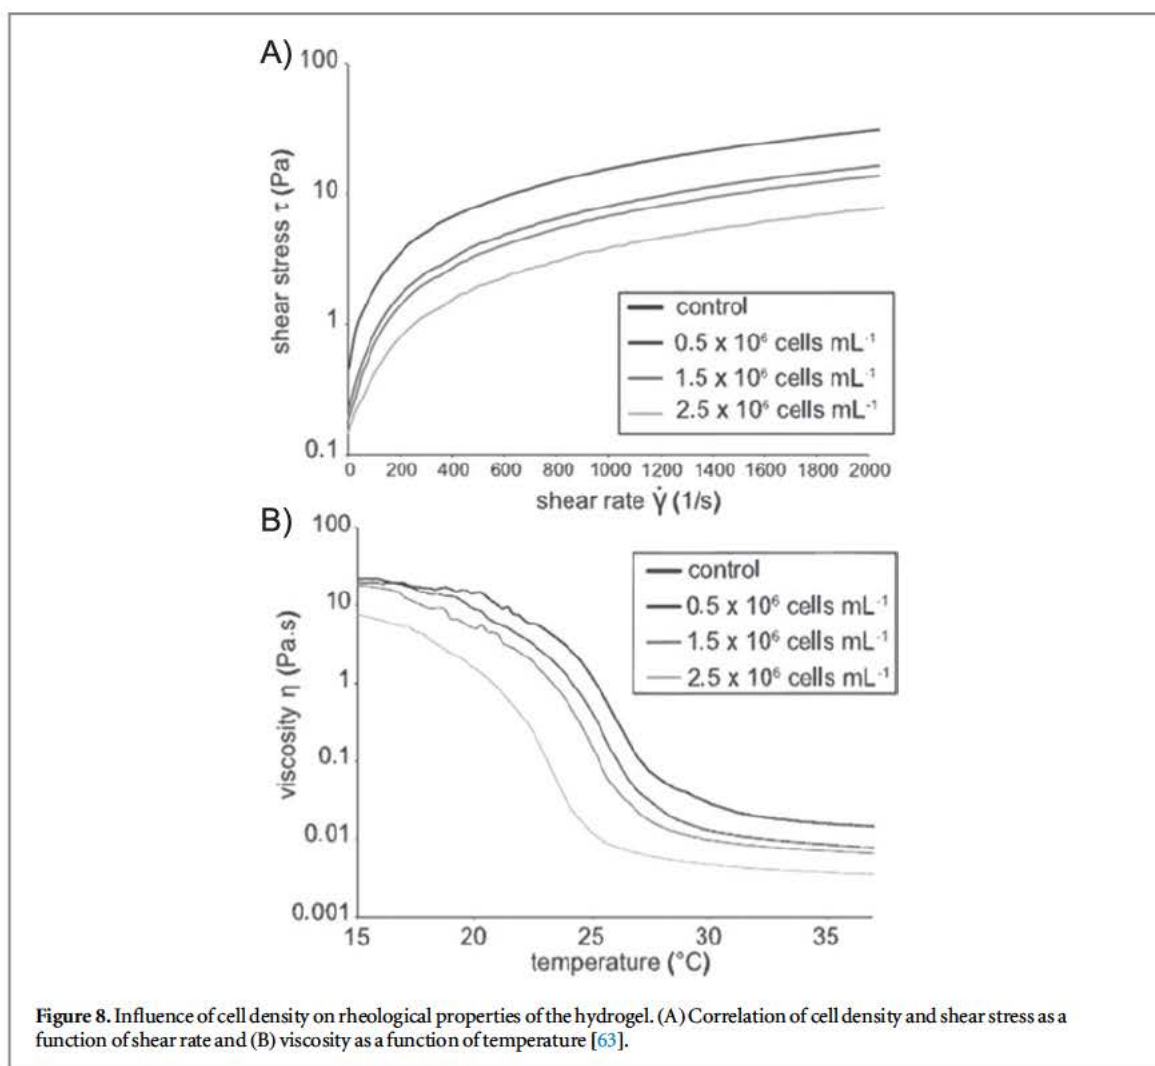 A)
100
10
1
0.1
shear stress τ (Pa)
control
0.5 x 10⁶ cells mL⁻¹
1.5 x 10⁶ cells mL⁻¹
2.5 x 10⁶ cells mL⁻¹
0 200 400 600 800 1000 1200 1400 1600 1800 2000
shear rate γ̇ (1/s)
B)
100
10
1
0.1
0.01
0.001
viscosity η (Pa.s)
control
0.5 x 10⁶ cells mL⁻¹
1.5 x 10⁶ cells mL⁻¹
2.5 x 10⁶ cells mL⁻¹
15 20 25 30 35
temperature (°C)
Figure 8. Influence of cell density on rheological properties of the hydrogel. (A) Correlation of cell density and shear stress as a
function of shear rate and (B) viscosity as a function of temperature [63].